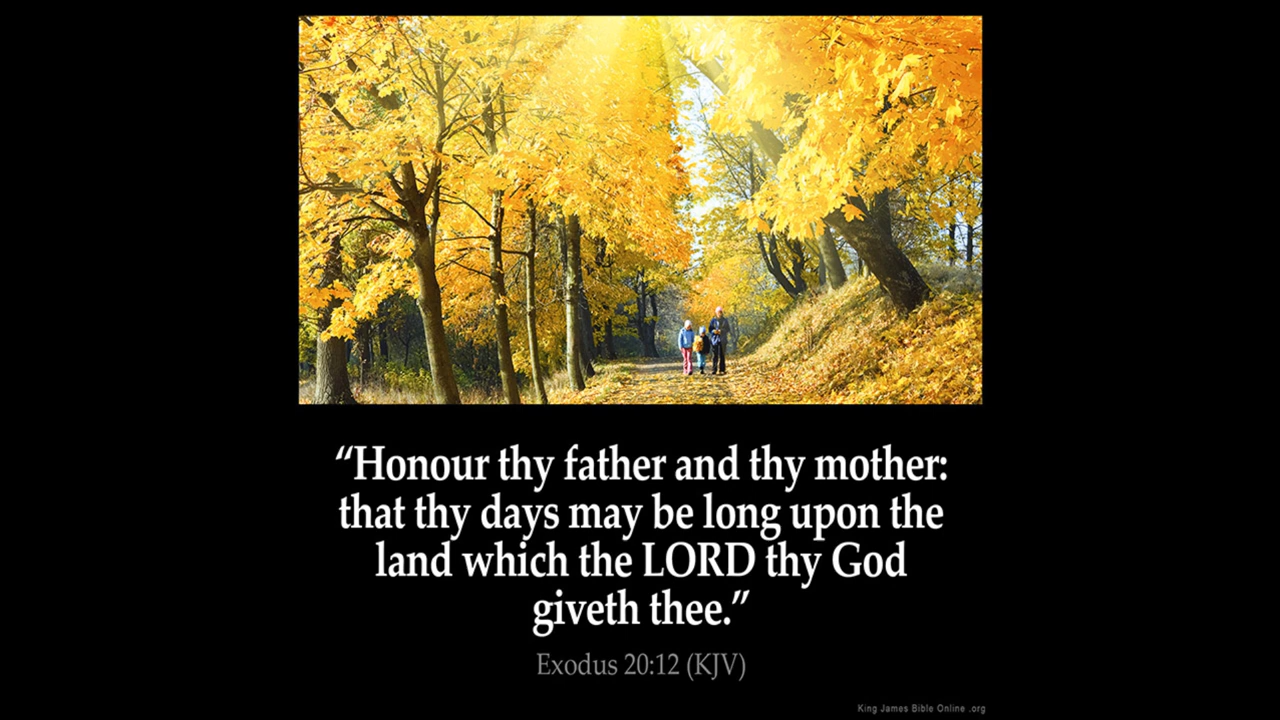 “Honour thy father and thy mother:
that thy days may be long upon the
land which the LORD thy God
giveth thee.”
Exodus 20:12 (KJV)
King James Bible Online .org